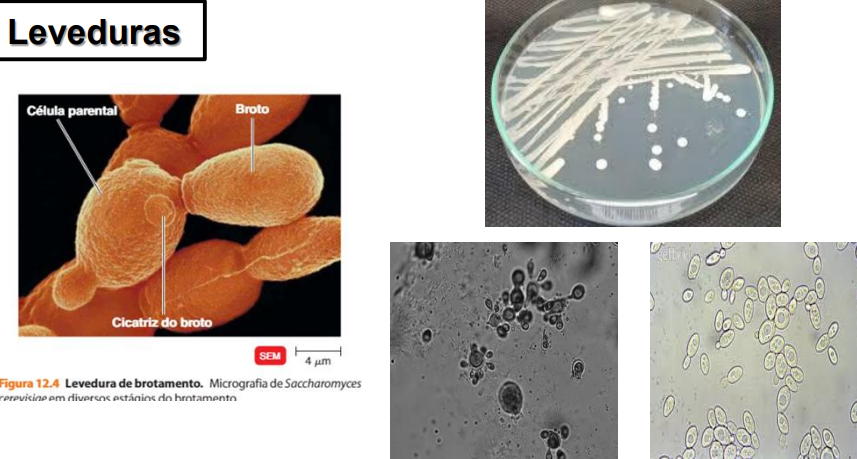 Leveduras
Célula parental
Broto
Cicatriz do broto
SEM
4 μm
Figura 12.4 Levedura de brotamento. Micrografia de Saccharomyces
cerevisiae em diversos estágios do brotamento